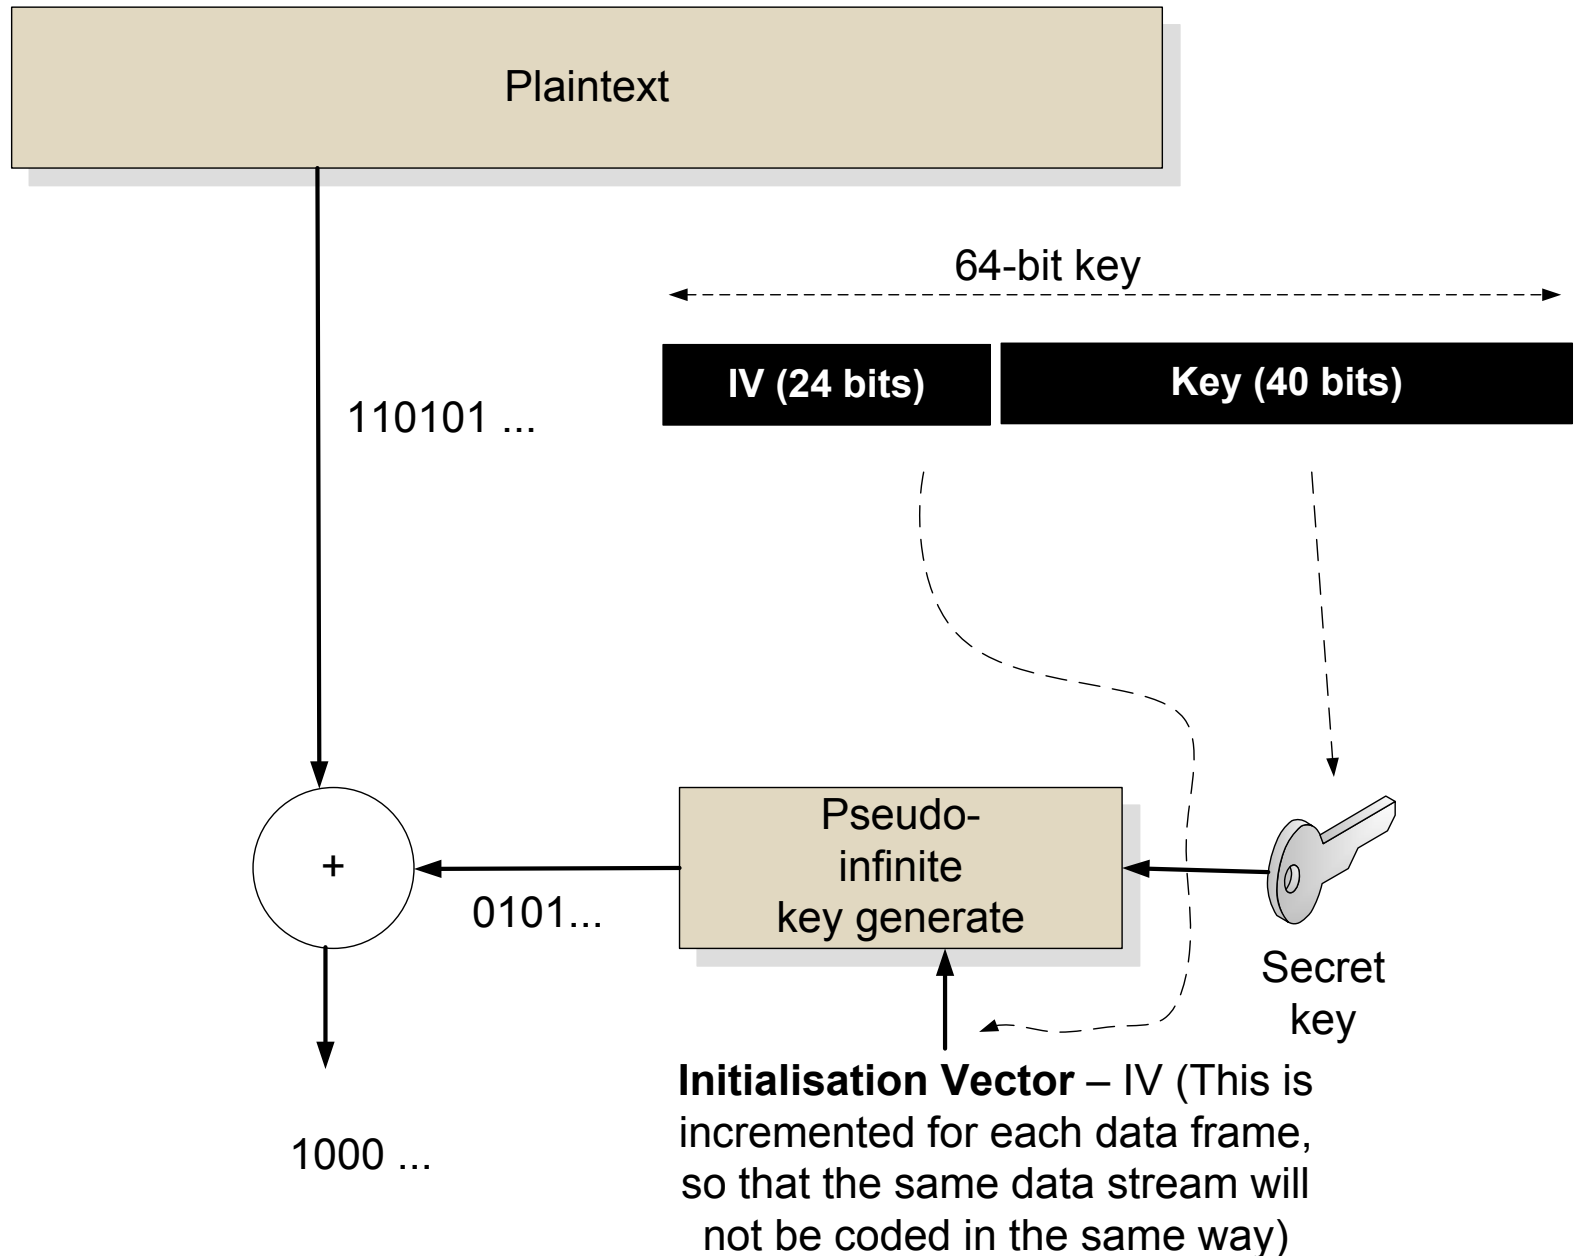 Plaintext
64-bit key
IV (24 bits)
Key (40 bits)
110101 ...
Pseudo-
infinite
key generate
+
0101...
Secret
key
Initialisation Vector – IV (This is
incremented for each data frame,
so that the same data stream will
not be coded in the same way)
1000 ...